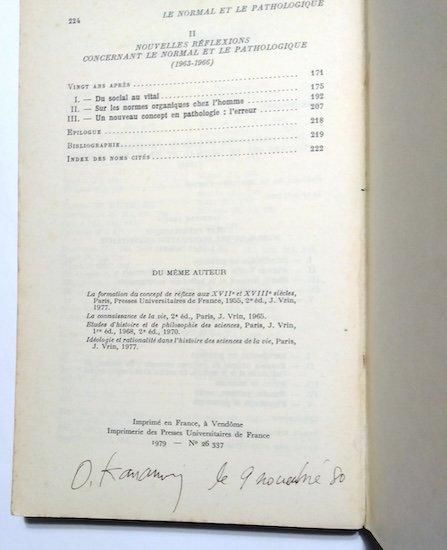 224 LE NORMAL ET LE PATHOLOGIQUE
II
NOUVELLES RÉFLEXIONS
CONCERNANT LE NORMAL ET LE PATHOLOGIQUE
(1963-1966)
VINGT ANS APRÈS 171
I. — Du social au vital 175
II. — Sur les normes organiques chez l'homme 192
III. — Un nouveau concept en pathologie : l'erreur 207
EPILOGUE 218
BIBLIOGRAPHIE 219
INDEX DES NOMS CITÉS 222
DU MÊME AUTEUR
La formation du concept de réflexe aux XVIIe et XVIIIe siècles,
Paris, Presses Universitaires de France, 1955, 2e éd., J. Vrin,
1977.
La connaissance de la vie, 2e éd., Paris, J. Vrin, 1965.
Etudes d'histoire et de philosophie des sciences, Paris, J. Vrin,
1re éd., 1968, 2e éd., 1970.
Idéologie et rationalité dans l'histoire des sciences de la vie, Paris,
J. Vrin, 1977.
Imprimé en France, à Vendôme
Imprimerie des Presses Universitaires de France
1979 — No 26 337
le 9 novembre 80